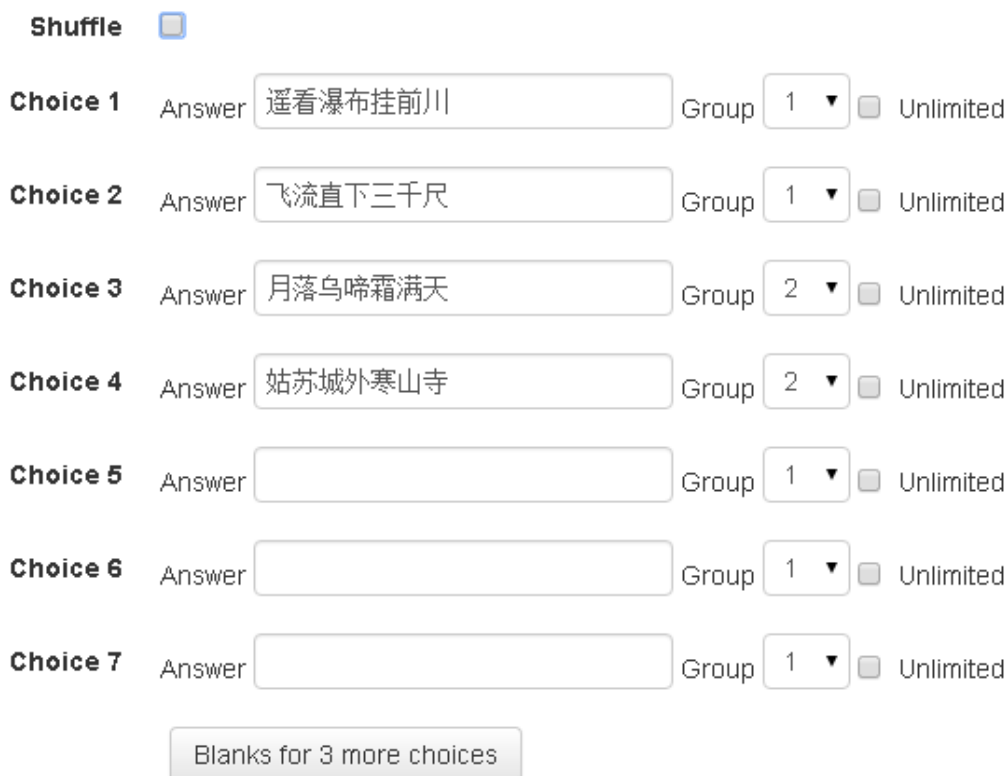 Shuffle
Choice 1 Answer 遥看瀑布挂前川 Group 1 Unlimited
Choice 2 Answer 飞流直下三千尺 Group 1 Unlimited
Choice 3 Answer 月落乌啼霜满天 Group 2 Unlimited
Choice 4 Answer 姑苏城外寒山寺 Group 2 Unlimited
Choice 5 Answer Group 1 Unlimited
Choice 6 Answer Group 1 Unlimited
Choice 7 Answer Group 1 Unlimited
Blanks for 3 more choices